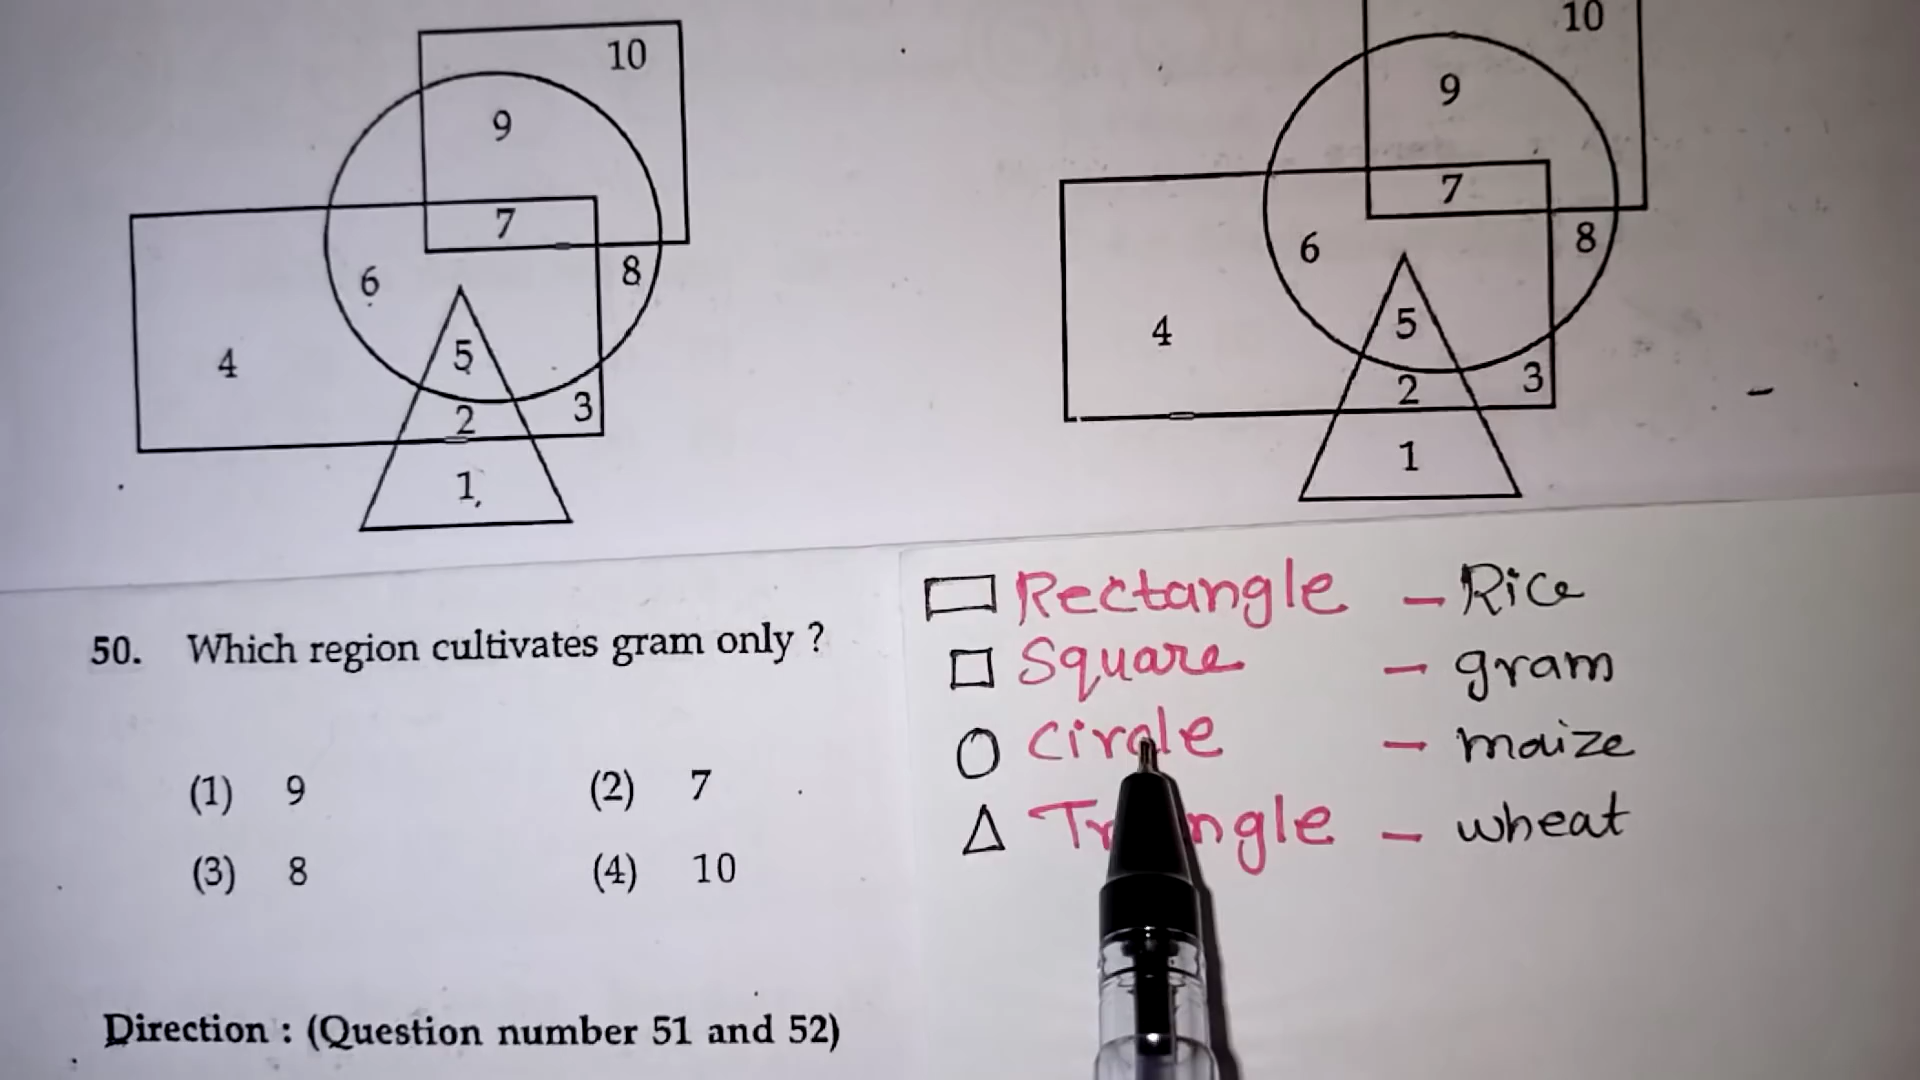 10
9
7
6
8
4
5
2
3
1
10
9
7
6
8
4
5
2
3
1
50. Which region cultivates gram only ?
(1) 9 (2) 7
(3) 8 (4) 10
Direction : (Question number 51 and 52)
Rectangle - Rice
Square - gram
Circle - maize
- wheat